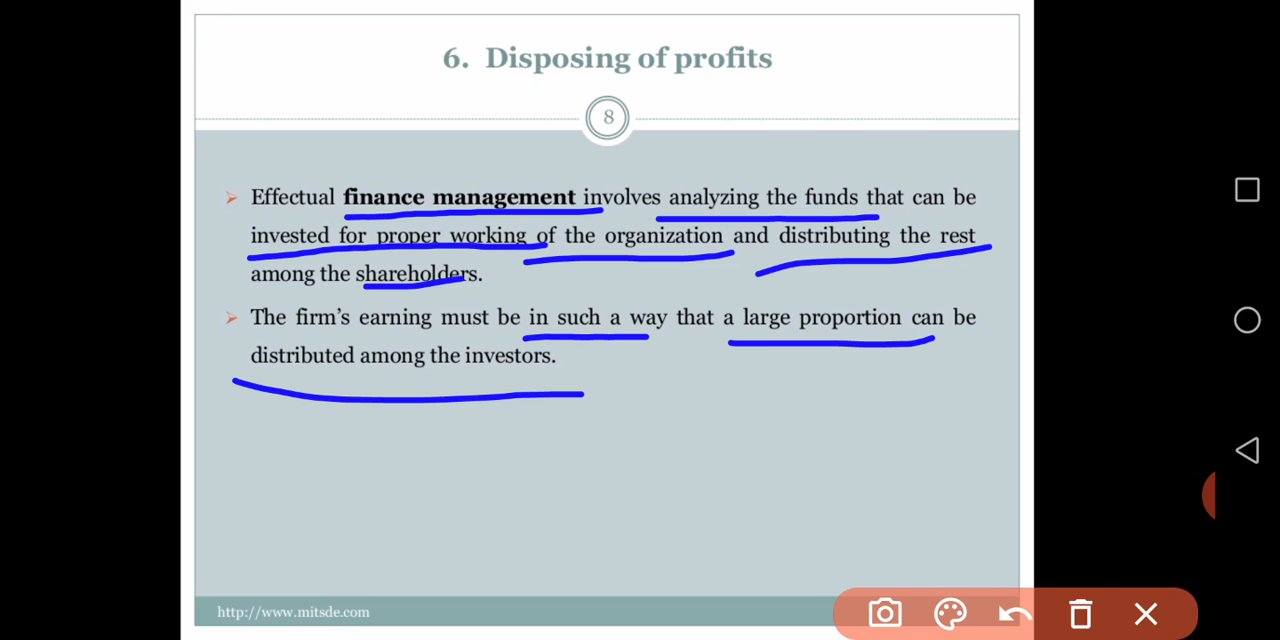 6. Disposing of profits
8
Effectual finance management involves analyzing the funds that can be
invested for proper working of the organization and distributing the rest
among the shareholders.
The firm's earning must be in such a way that a large proportion can be
distributed among the investors.
http://www.mitsde.com